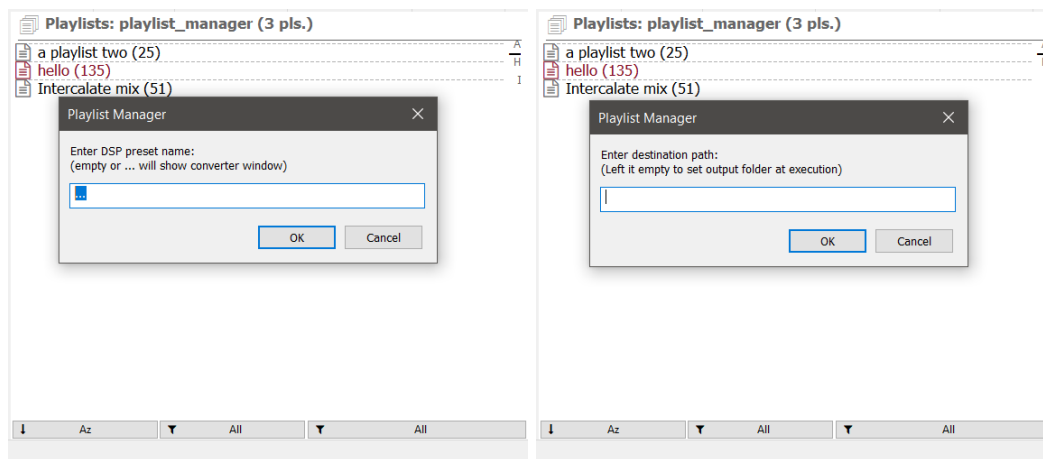 Playlists: playlist_manager (3 pls.)
a playlist two (25)
hello (135)
Intercalate mix (51)
A
H
I
Playlist Manager
Enter DSP preset name:
(empty or ... will show converter window)
...
OK Cancel
Az All All
Playlists: playlist_manager (3 pls.)
a playlist two (25)
hello (135)
Intercalate mix (51)
Playlist Manager
Enter destination path:
(Left it empty to set output folder at execution)
OK Cancel
Az All All